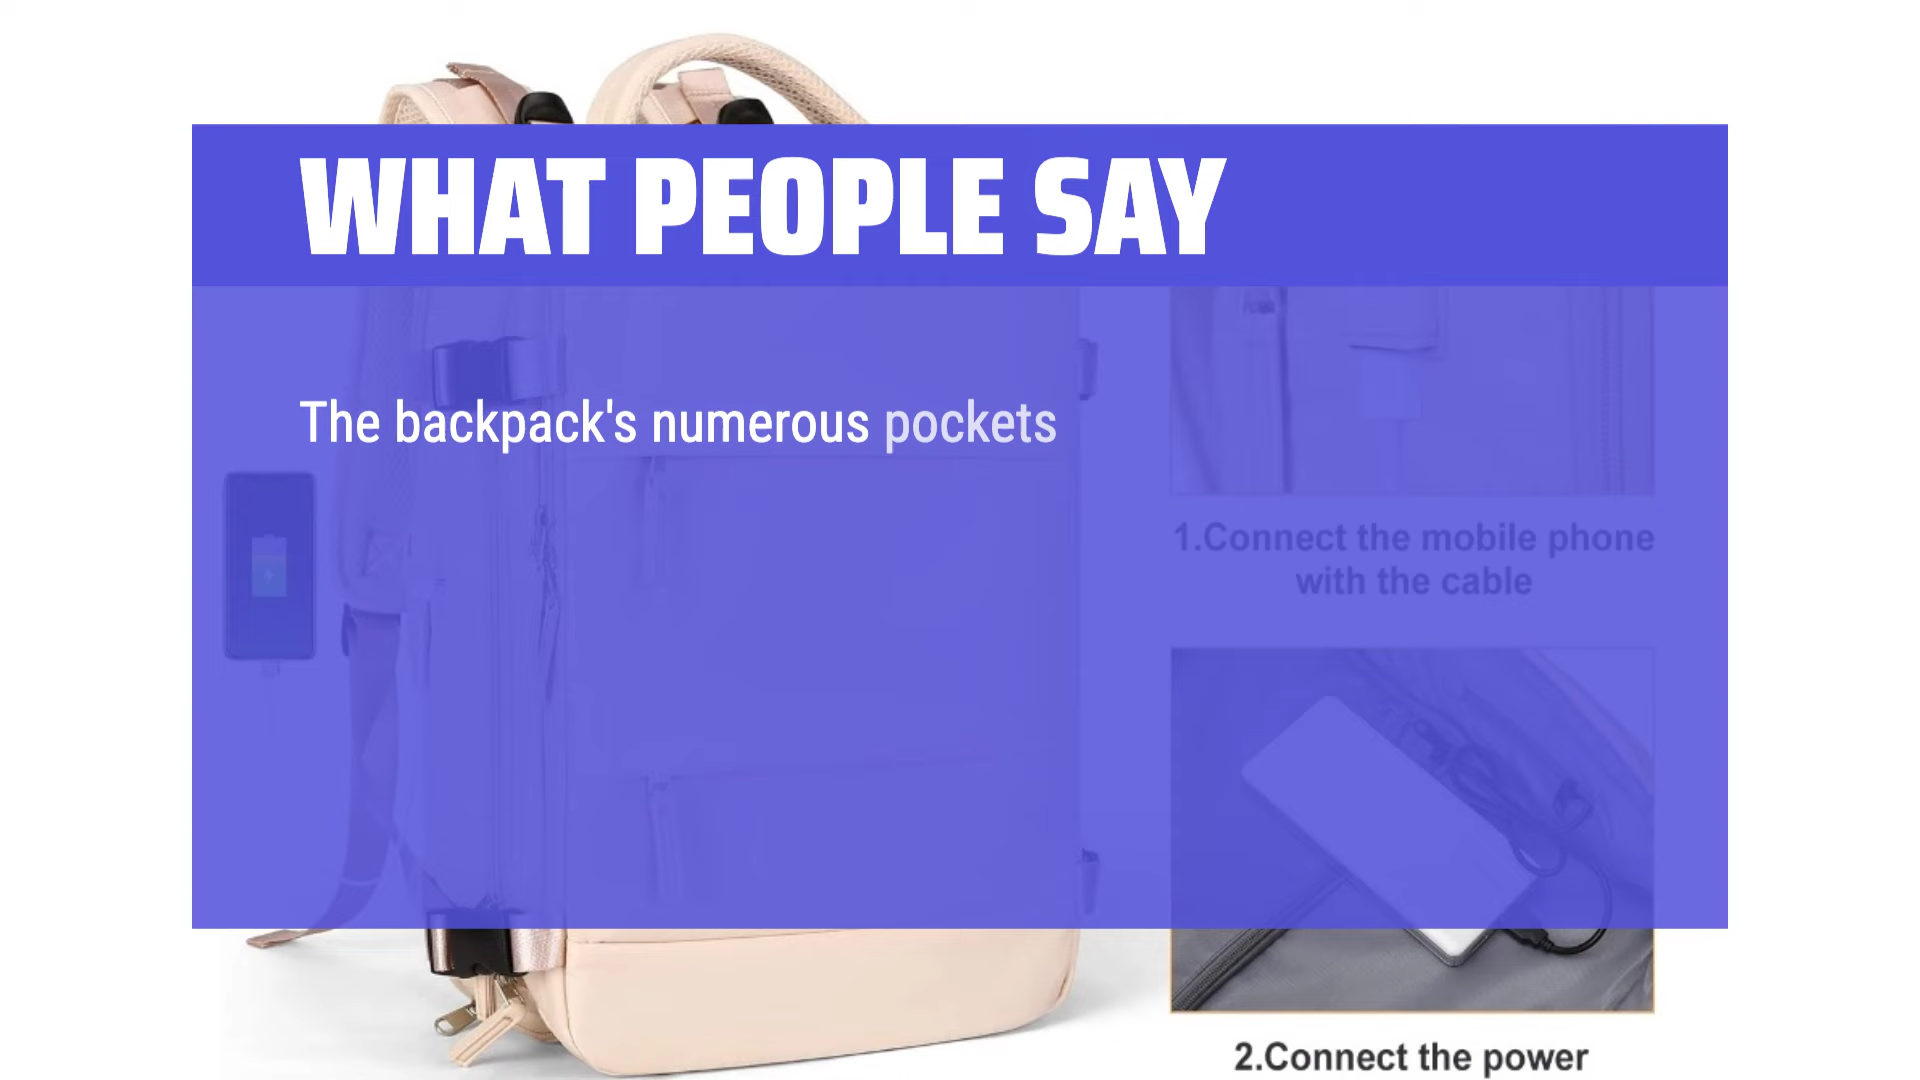 WHAT PEOPLE SAY
The backpack's numerous pockets
1.Connect the mobile phone
with the cable
2.Connect the power